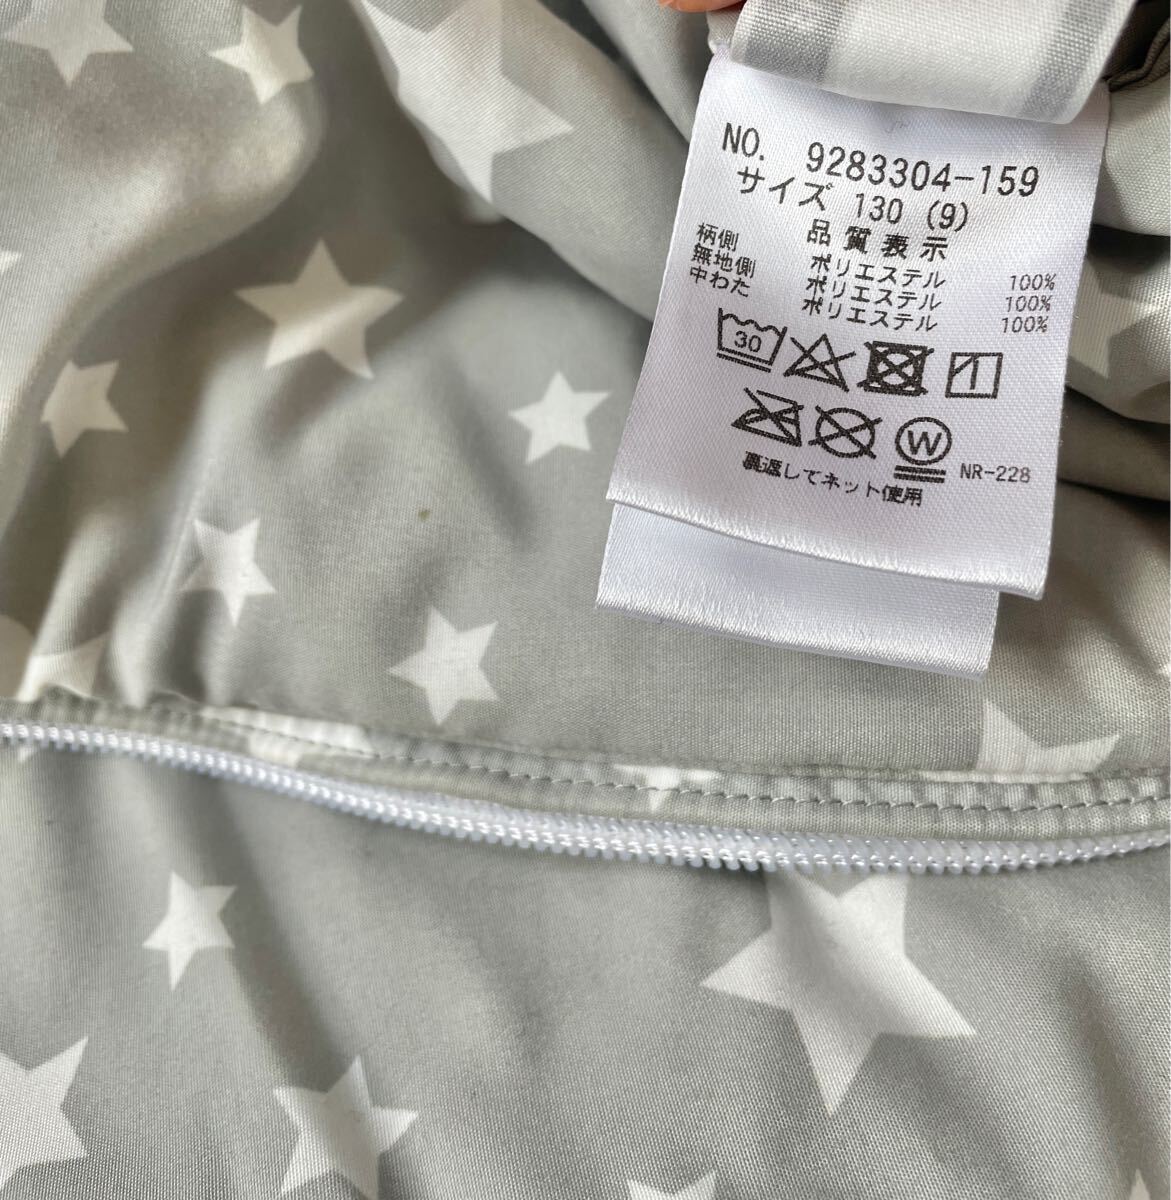 NO. 9283304-159
サイズ 130 (9)
品質表示
柄側 ポリエステル 100%
無地側 ポリエステル 100%
中わた ポリエステル 100%
30
W
NR-228
裏返してネット使用